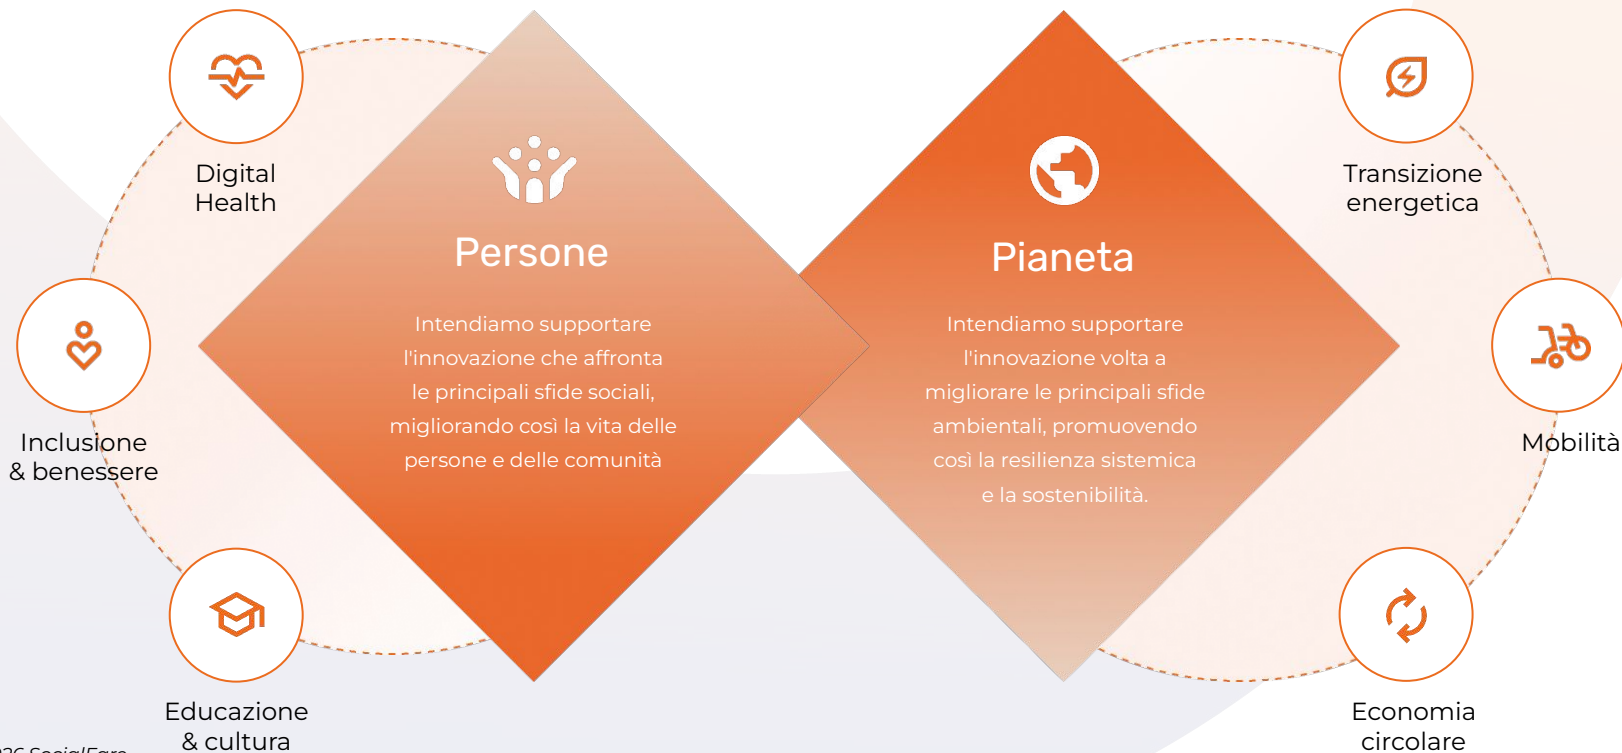 Digital
Health
Inclusione
& benessere
Educazione
& cultura
Persone
Intendiamo supportare
l'innovazione che affronta
le principali sfide sociali,
migliorando così la vita delle
persone e delle comunità
Pianeta
Intendiamo supportare
l'innovazione volta a
migliorare le principali sfide
ambientali, promuovendo
così la resilienza sistemica
e la sostenibilità.
Transizione
energetica
Mobilità
Economia
circolare
SocialFare